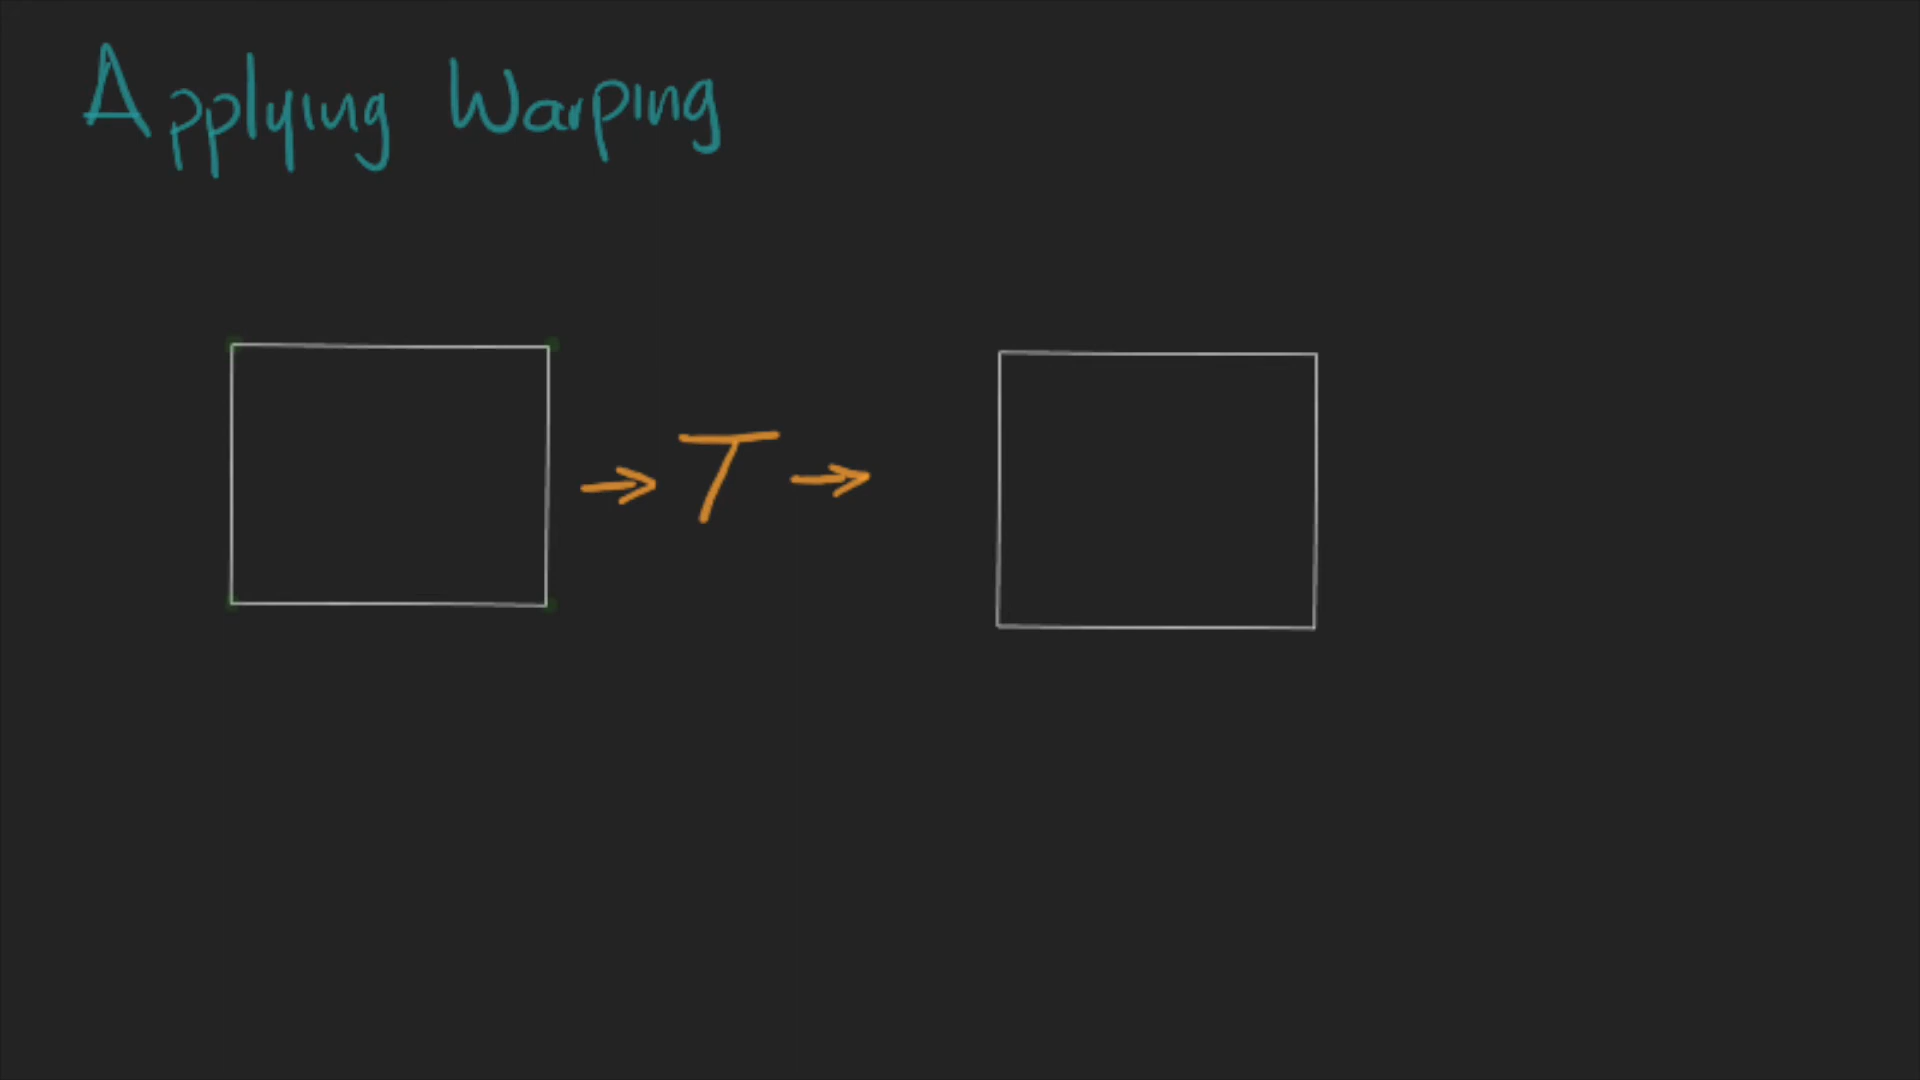 Applying Warping
→ T →